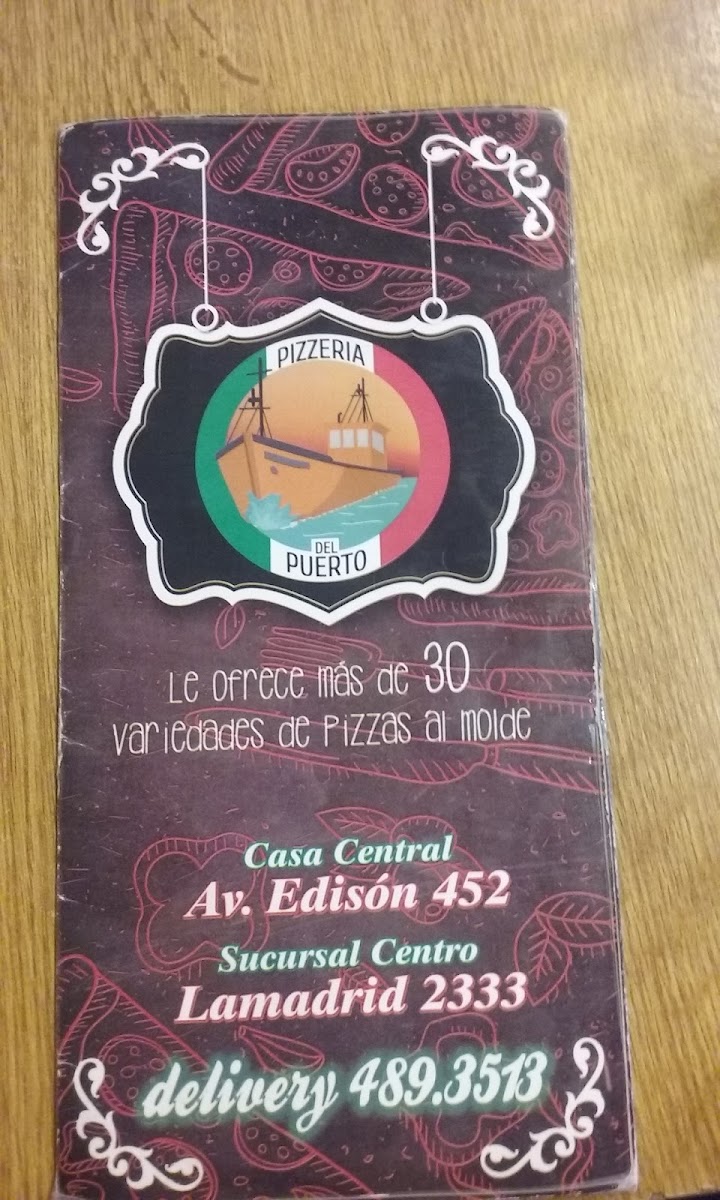 PIZZERIA
DEL
PUERTO
Le ofrece más de 30
variedades de pizzas al molde
Casa Central
Av. Edisón 452
Sucursal Centro
Lamadrid 2333
delivery 489.3513